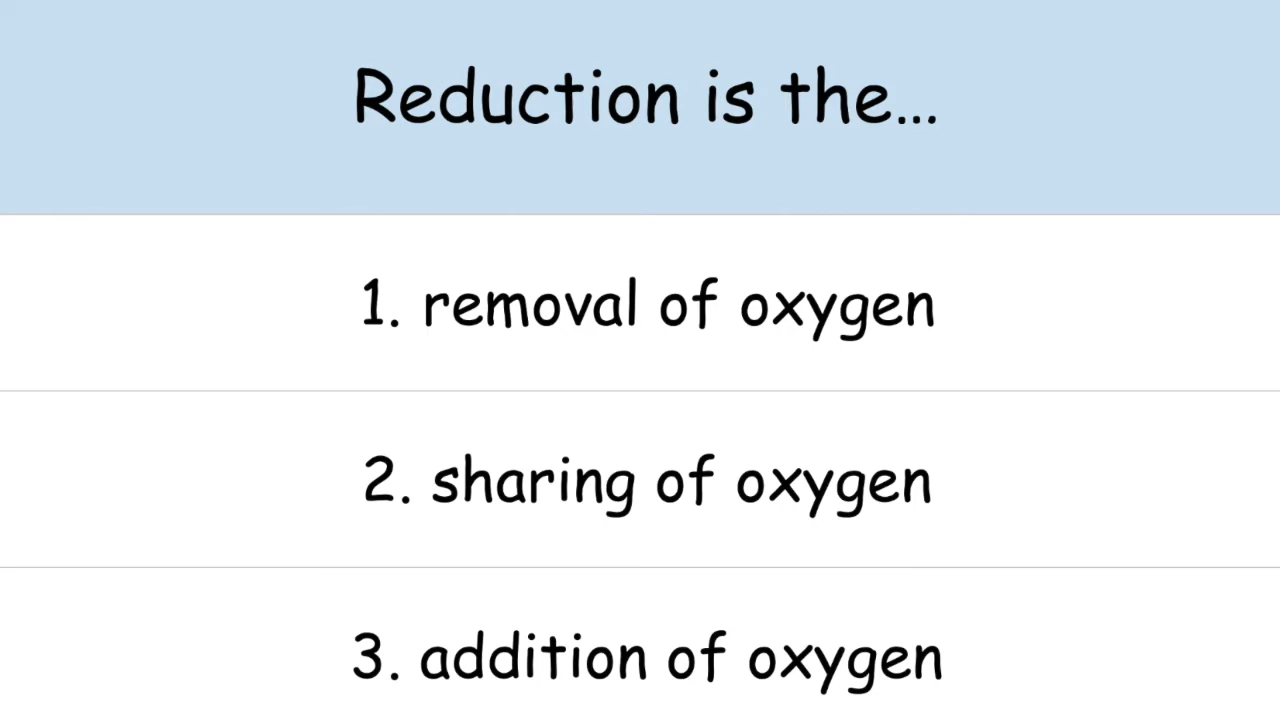 Reduction is the...
1. removal of oxygen
2. sharing of oxygen
3. addition of oxygen